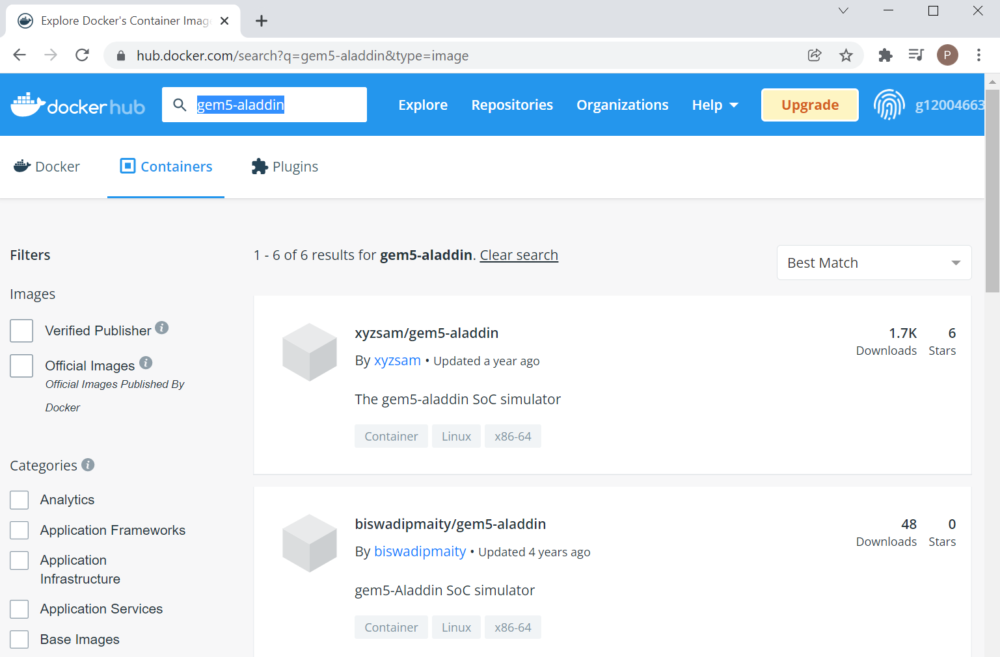 Explore Docker's Container Imag
hub.docker.com/search?q=gem5-aladdin&type=image
P
docker hub
gem5-aladdin
Explore
Repositories
Organizations
Help
Upgrade
g12004663
Docker
Containers
Plugins
Filters
1 - 6 of 6 results for gem5-aladdin. Clear search
Best Match
Images
Verified Publisher
Official Images
Official Images Published By
Docker
Categories
Analytics
Application Frameworks
Application
Infrastructure
Application Services
Base Images
xyzsam/gem5-aladdin
1.7K
6
By xyzsam • Updated a year ago
Downloads
Stars
The gem5-aladdin SoC simulator
Container
Linux
x86-64
biswadipmaity/gem5-aladdin
48
0
By biswadipmaity • Updated 4 years ago
Downloads
Stars
gem5-Aladdin SoC simulator
Container
Linux
x86-64